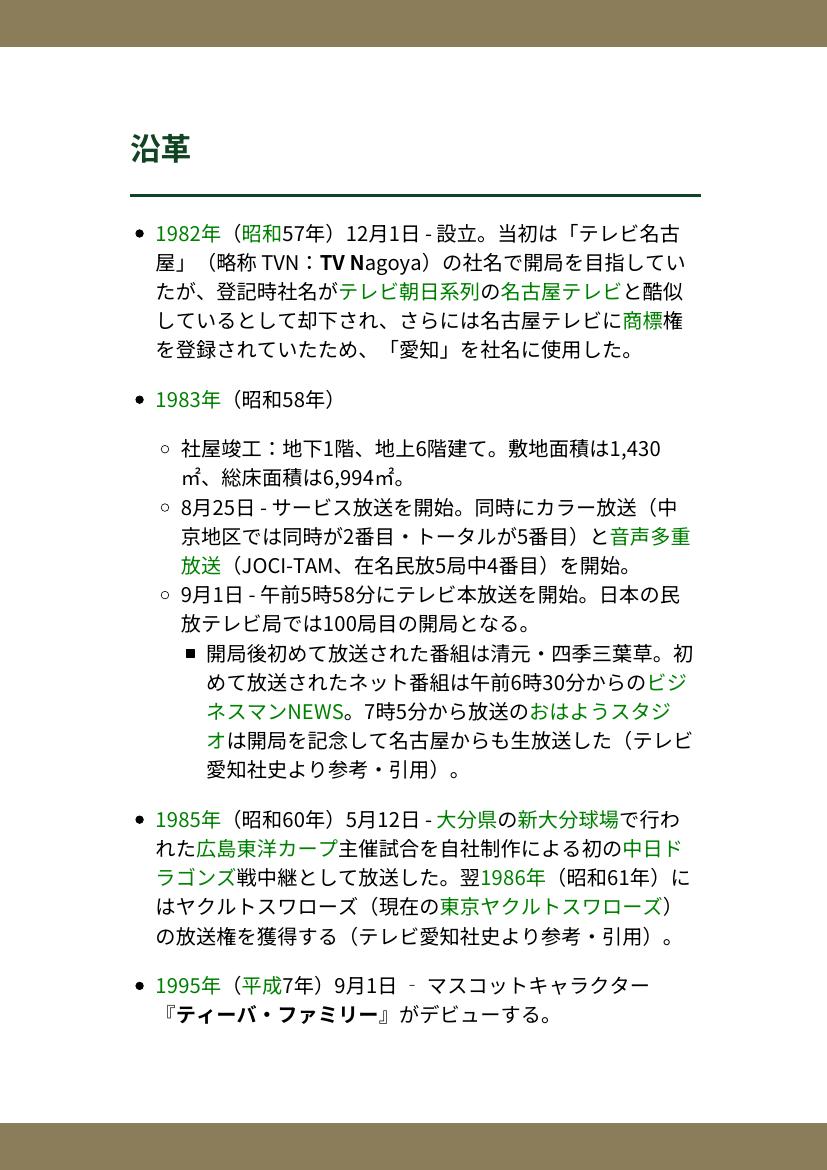 沿革
• 1982年（昭和57年）12月1日 - 設立。当初は「テレビ名古
屋」（略称 TVN：TV Nagoya）の社名で開局を目指してい
たが、登記時社名がテレビ朝日系列の名古屋テレビと酷似
しているとして却下され、さらには名古屋テレビに商標権
を登録されていたため、「愛知」を社名に使用した。
• 1983年（昭和58年）
◦ 社屋竣工：地下1階、地上6階建て。敷地面積は1,430
㎡、総床面積は6,994㎡。
◦ 8月25日 - サービス放送を開始。同時にカラー放送（中
京地区では同時が2番目・トータルが5番目）と音声多重
放送（JOCI-TAM、在名民放5局中4番目）を開始。
◦ 9月1日 - 午前5時58分にテレビ本放送を開始。日本の民
放テレビ局では100局目の開局となる。
▪ 開局後初めて放送された番組は清元・四季三葉草。初
めて放送されたネット番組は午前6時30分からのビジ
ネスマンNEWS。7時5分から放送のおはようスタジ
オは開局を記念して名古屋からも生放送した（テレビ
愛知社史より参考・引用）。
• 1985年（昭和60年）5月12日 - 大分県の新大分球場で行わ
れた広島東洋カープ主催試合を自社制作による初の中日ド
ラゴンズ戦中継として放送した。翌1986年（昭和61年）に
はヤクルトスワローズ（現在の東京ヤクルトスワローズ）
の放送権を獲得する（テレビ愛知社史より参考・引用）。
• 1995年（平成7年）9月1日 ‐ マスコットキャラクター
『ティーバ・ファミリー』がデビューする。